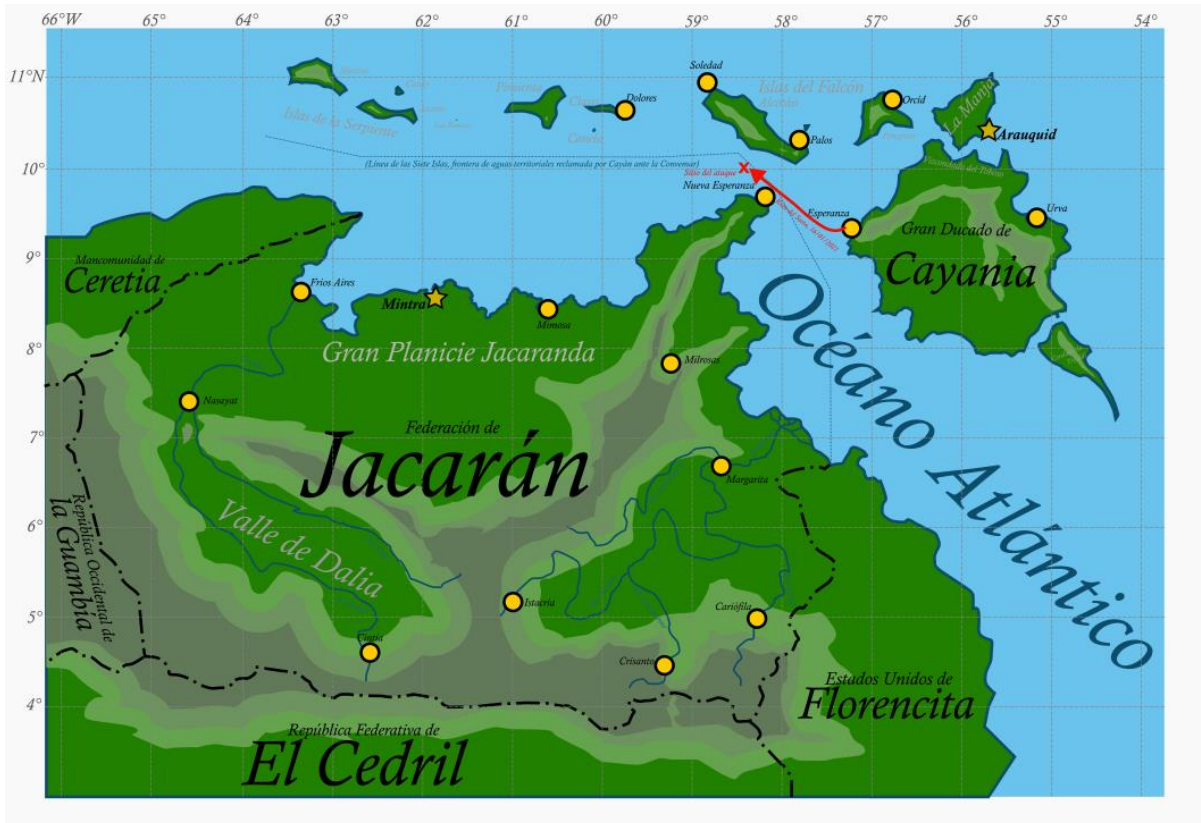 66°W 65° 64° 63° 62° 61° 60° 59° 58° 57° 56° 55° 54°
11°N
10°
9°
8°
7°
6°
5°
4°
Soledad
Islas del Falcón
Dolores
Islas de la Serpiente
Palos
Orcíd
La Manja
Arauquid
(Línea de las Siete Islas, frontera de aguas territoriales reclamada por Cayán ante la Convemar)
Sitio del ataque
Nueva Esperanza
Esperanza
Urva
Gran Ducado de
Cayania
Mancomunidad de
Ceretia
Fríos Aires
Mintra
Mimosa
Gran Planicie Jacaranda
Milrosas
Océano Atlántico
Nasayat
Federación de
Jacarán
Margarita
Valle de Dalia
República Occidental de
la Guambia
Istacria
Cariófila
Cintia
Crisanto
República Federativa de
El Cedril
Estados Unidos de
Florencita